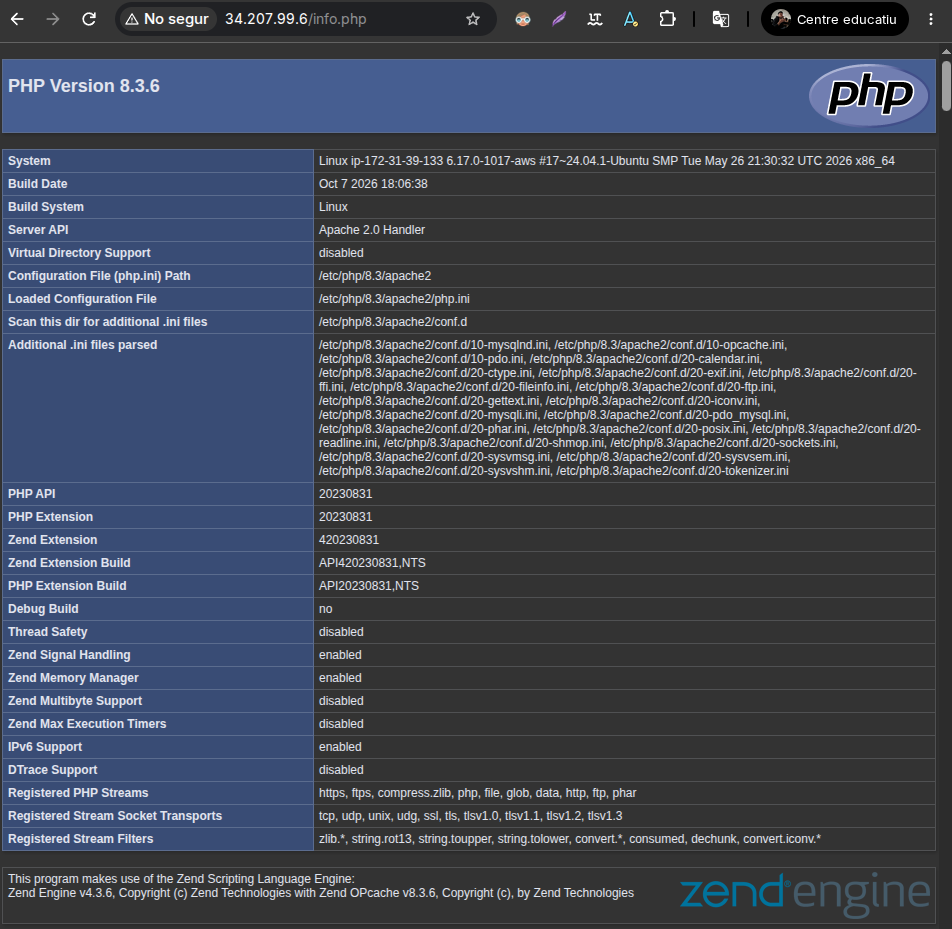 No segur 34.207.99.6/info.php Centre educatiu
PHP Version 8.3.6
php
System Linux ip-172-31-39-133 6.17.0-1017-aws #17~24.04.1-Ubuntu SMP Tue May 26 21:30:32 UTC 2026 x86_64
Build Date Oct 7 2026 18:06:38
Build System Linux
Server API Apache 2.0 Handler
Virtual Directory Support disabled
Configuration File (php.ini) Path /etc/php/8.3/apache2
Loaded Configuration File /etc/php/8.3/apache2/php.ini
Scan this dir for additional .ini files /etc/php/8.3/apache2/conf.d
Additional .ini files parsed /etc/php/8.3/apache2/conf.d/10-mysqlnd.ini, /etc/php/8.3/apache2/conf.d/10-opcache.ini,
/etc/php/8.3/apache2/conf.d/10-pdo.ini, /etc/php/8.3/apache2/conf.d/20-calendar.ini,
/etc/php/8.3/apache2/conf.d/20-ctype.ini, /etc/php/8.3/apache2/conf.d/20-exif.ini, /etc/php/8.3/apache2/conf.d/20-
ffi.ini, /etc/php/8.3/apache2/conf.d/20-fileinfo.ini, /etc/php/8.3/apache2/conf.d/20-ftp.ini,
/etc/php/8.3/apache2/conf.d/20-gettext.ini, /etc/php/8.3/apache2/conf.d/20-iconv.ini,
/etc/php/8.3/apache2/conf.d/20-mysqli.ini, /etc/php/8.3/apache2/conf.d/20-pdo_mysql.ini,
/etc/php/8.3/apache2/conf.d/20-phar.ini, /etc/php/8.3/apache2/conf.d/20-posix.ini, /etc/php/8.3/apache2/conf.d/20-
readline.ini, /etc/php/8.3/apache2/conf.d/20-shmop.ini, /etc/php/8.3/apache2/conf.d/20-sockets.ini,
/etc/php/8.3/apache2/conf.d/20-sysvmsg.ini, /etc/php/8.3/apache2/conf.d/20-sysvsem.ini,
/etc/php/8.3/apache2/conf.d/20-sysvshm.ini, /etc/php/8.3/apache2/conf.d/20-tokenizer.ini
PHP API 20230831
PHP Extension 20230831
Zend Extension 420230831
Zend Extension Build API420230831,NTS
PHP Extension Build API20230831,NTS
Debug Build no
Thread Safety disabled
Zend Signal Handling enabled
Zend Memory Manager enabled
Zend Multibyte Support disabled
Zend Max Execution Timers disabled
IPv6 Support enabled
DTrace Support disabled
Registered PHP Streams https, ftps, compress.zlib, php, file, glob, data, http, ftp, phar
Registered Stream Socket Transports tcp, udp, unix, udg, ssl, tls, tlsv1.0, tlsv1.1, tlsv1.2, tlsv1.3
Registered Stream Filters zlib.*, string.rot13, string.toupper, string.tolower, convert.*, consumed, dechunk, convert.iconv.*
This program makes use of the Zend Scripting Language Engine:
Zend Engine v4.3.6, Copyright (c) Zend Technologies with Zend OPcache v8.3.6, Copyright (c), by Zend Technologies
zend®engine